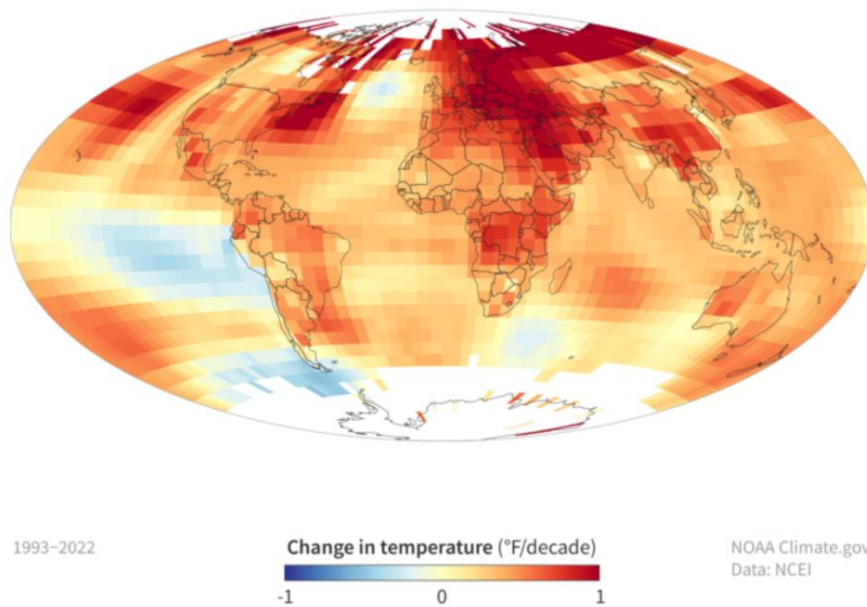 1993–2022
Change in temperature (°F/decade)
-1 0 1
NOAA Climate.gov
Data: NCEI